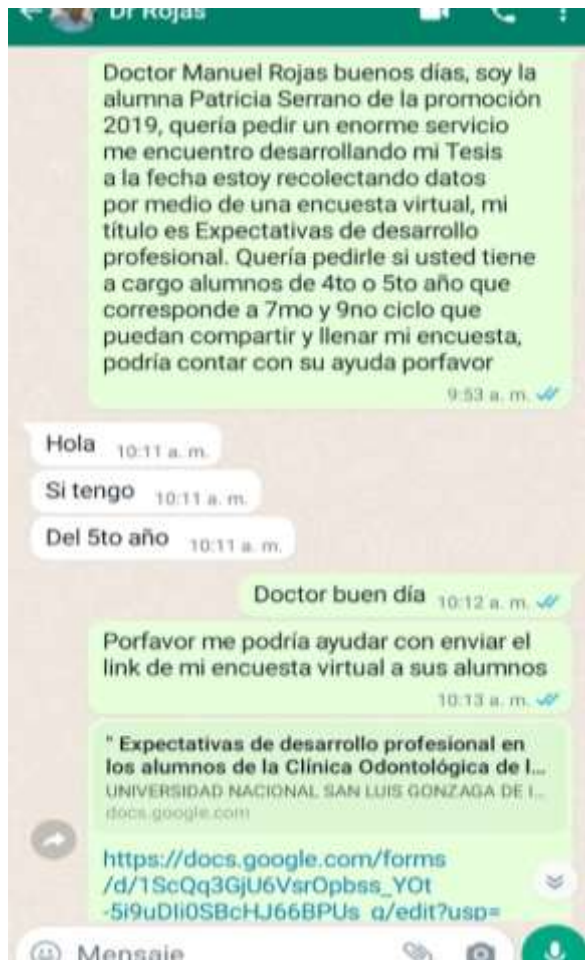 Dr Rojas
Doctor Manuel Rojas buenos días, soy la
alumna Patricia Serrano de la promoción
2019, quería pedir un enorme servicio
me encuentro desarrollando mi Tesis
a la fecha estoy recolectando datos
por medio de una encuesta virtual, mi
título es Expectativas de desarrollo
profesional. Quería pedirle si usted tiene
a cargo alumnos de 4to o 5to año que
corresponde a 7mo y 9no ciclo que
puedan compartir y llenar mi encuesta,
podría contar con su ayuda porfavor
9:53 a. m.
Hola 10:11 a. m.
Si tengo 10:11 a. m.
Del 5to año 10:11 a. m.
Doctor buen día 10:12 a. m.
Porfavor me podría ayudar con enviar el
link de mi encuesta virtual a sus alumnos
10:13 a. m.
" Expectativas de desarrollo profesional en
los alumnos de la Clínica Odontológica de l...
UNIVERSIDAD NACIONAL SAN LUIS GONZAGA DE I...
docs.google.com
https://docs.google.com/forms
Mensaje